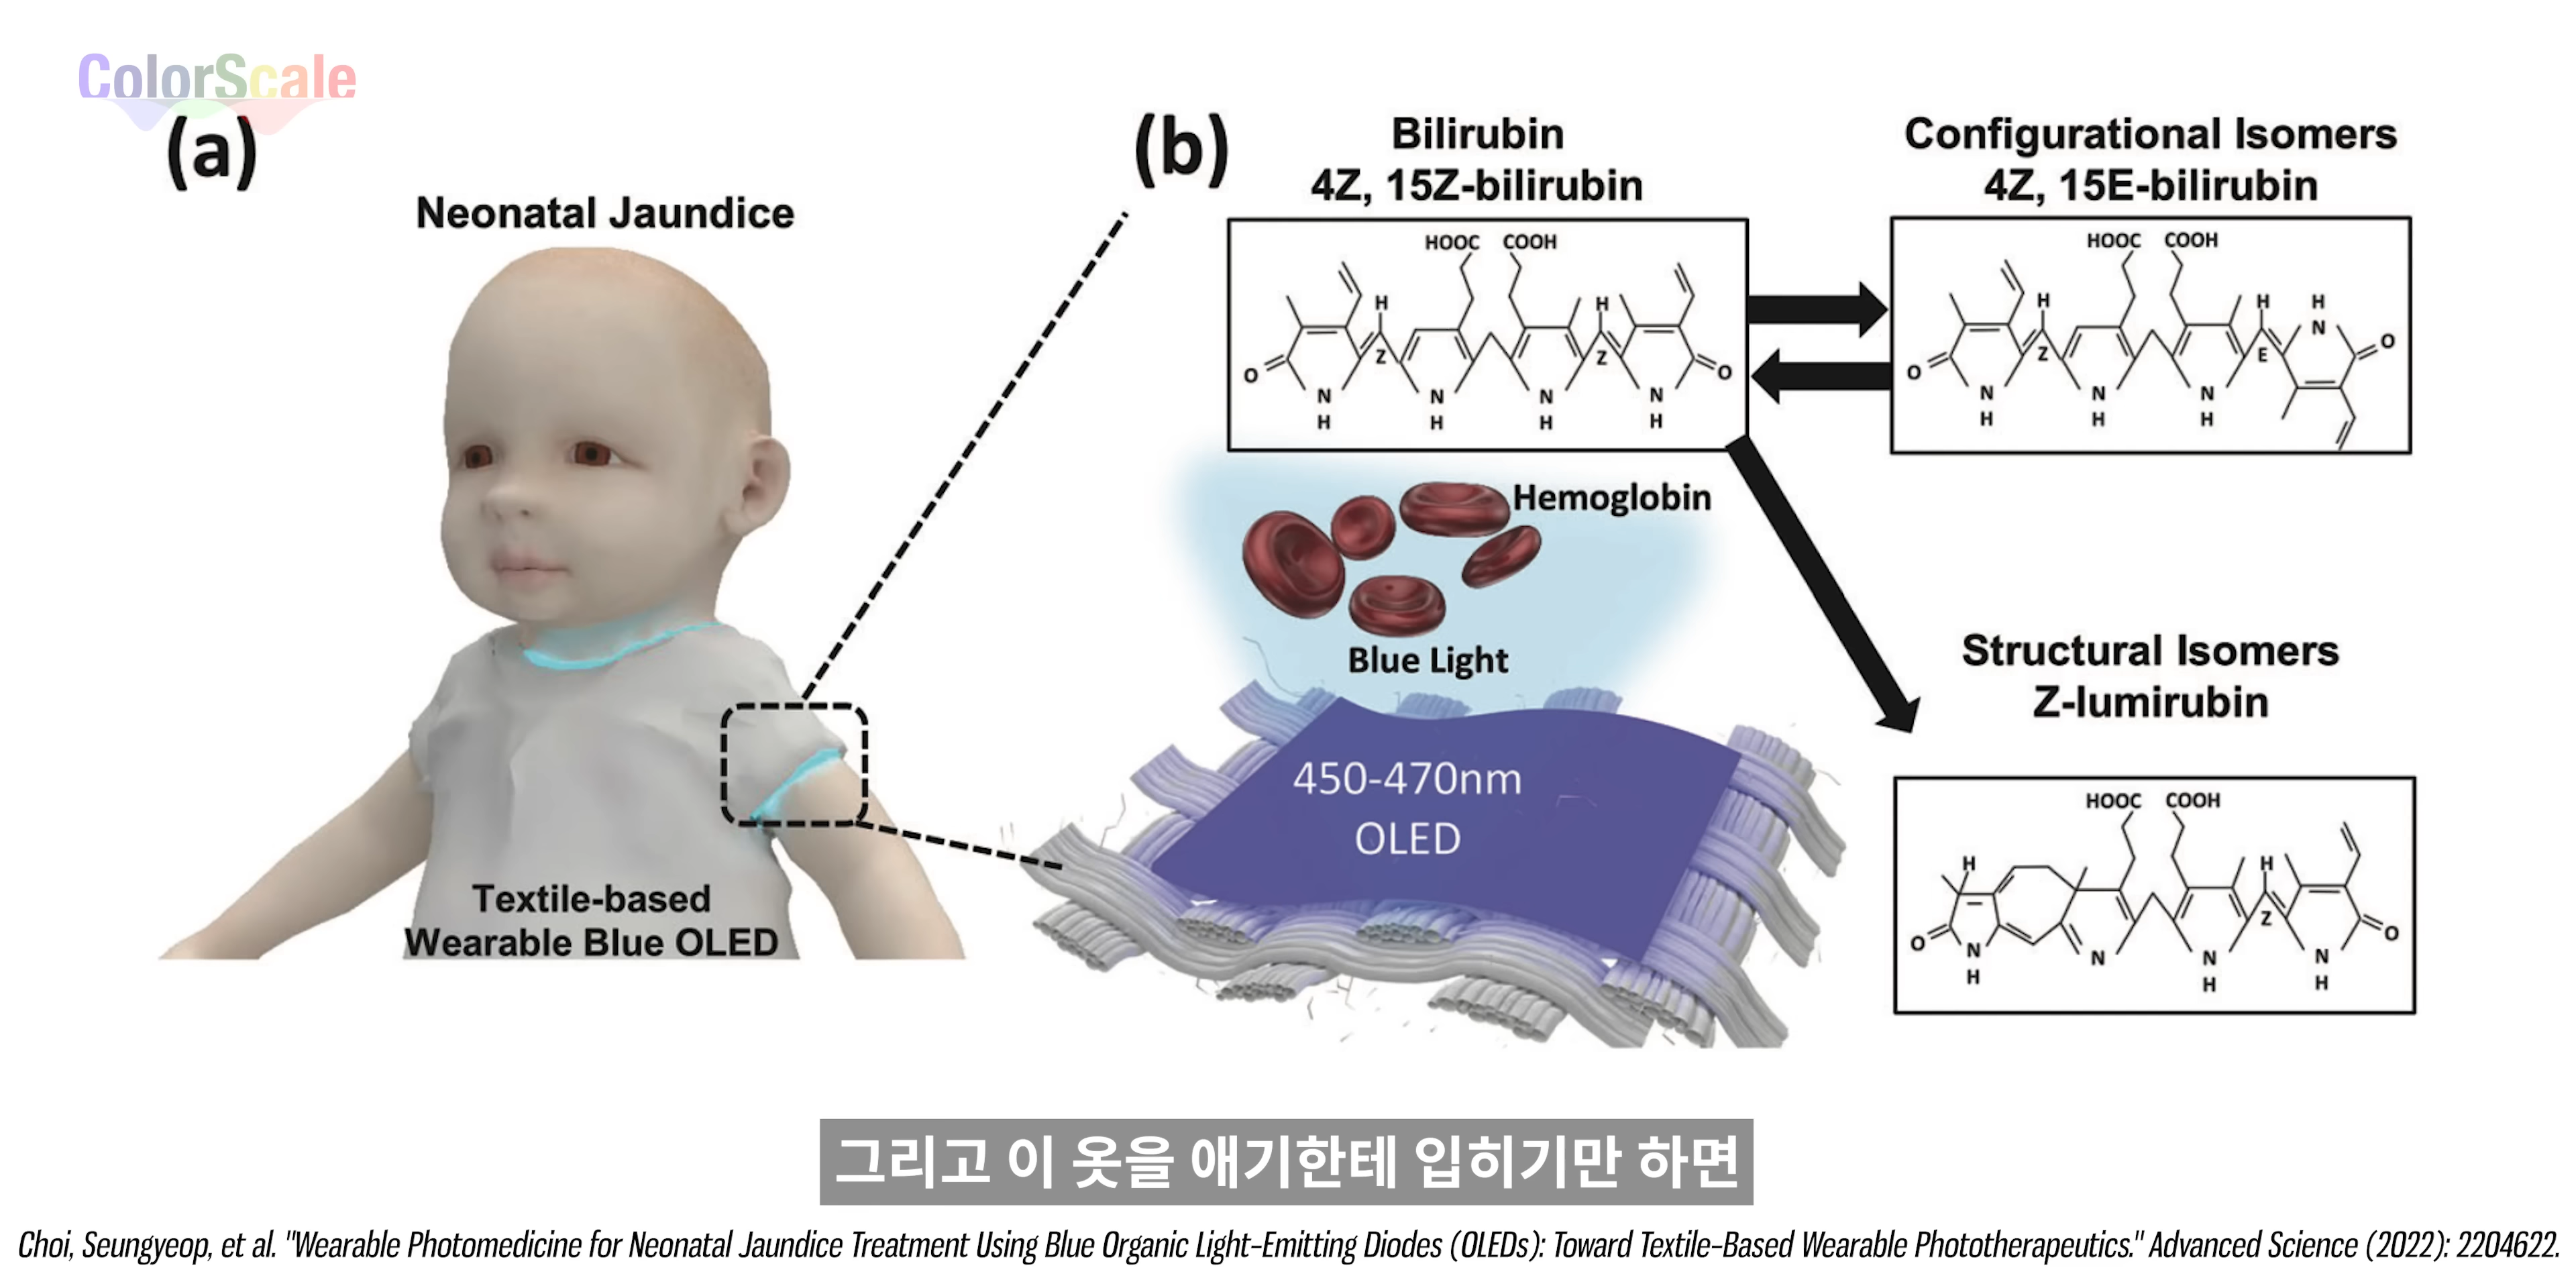 ColorScale
(a)
Neonatal Jaundice
Textile-based
Wearable Blue OLED
(b)
Bilirubin
4Z, 15Z-bilirubin
HOOC COOH
H H
Z Z
O O
N N N N
H H H H
Configurational Isomers
4Z, 15E-bilirubin
HOOC COOH
H H H
N
Z E
O O
N N N
H H H
Hemoglobin
Blue Light
450-470nm
OLED
Structural Isomers
Z-lumirubin
HOOC COOH
H H
Z
O O
N N N N
H H H
그리고 이 옷을 애기한테 입히기만 하면
Choi, Seungyeop, et al. "Wearable Photomedicine for Neonatal Jaundice Treatment Using Blue Organic Light-Emitting Diodes (OLEDs): Toward Textile-Based Wearable Phototherapeutics." Advanced Science (2022): 2204622.